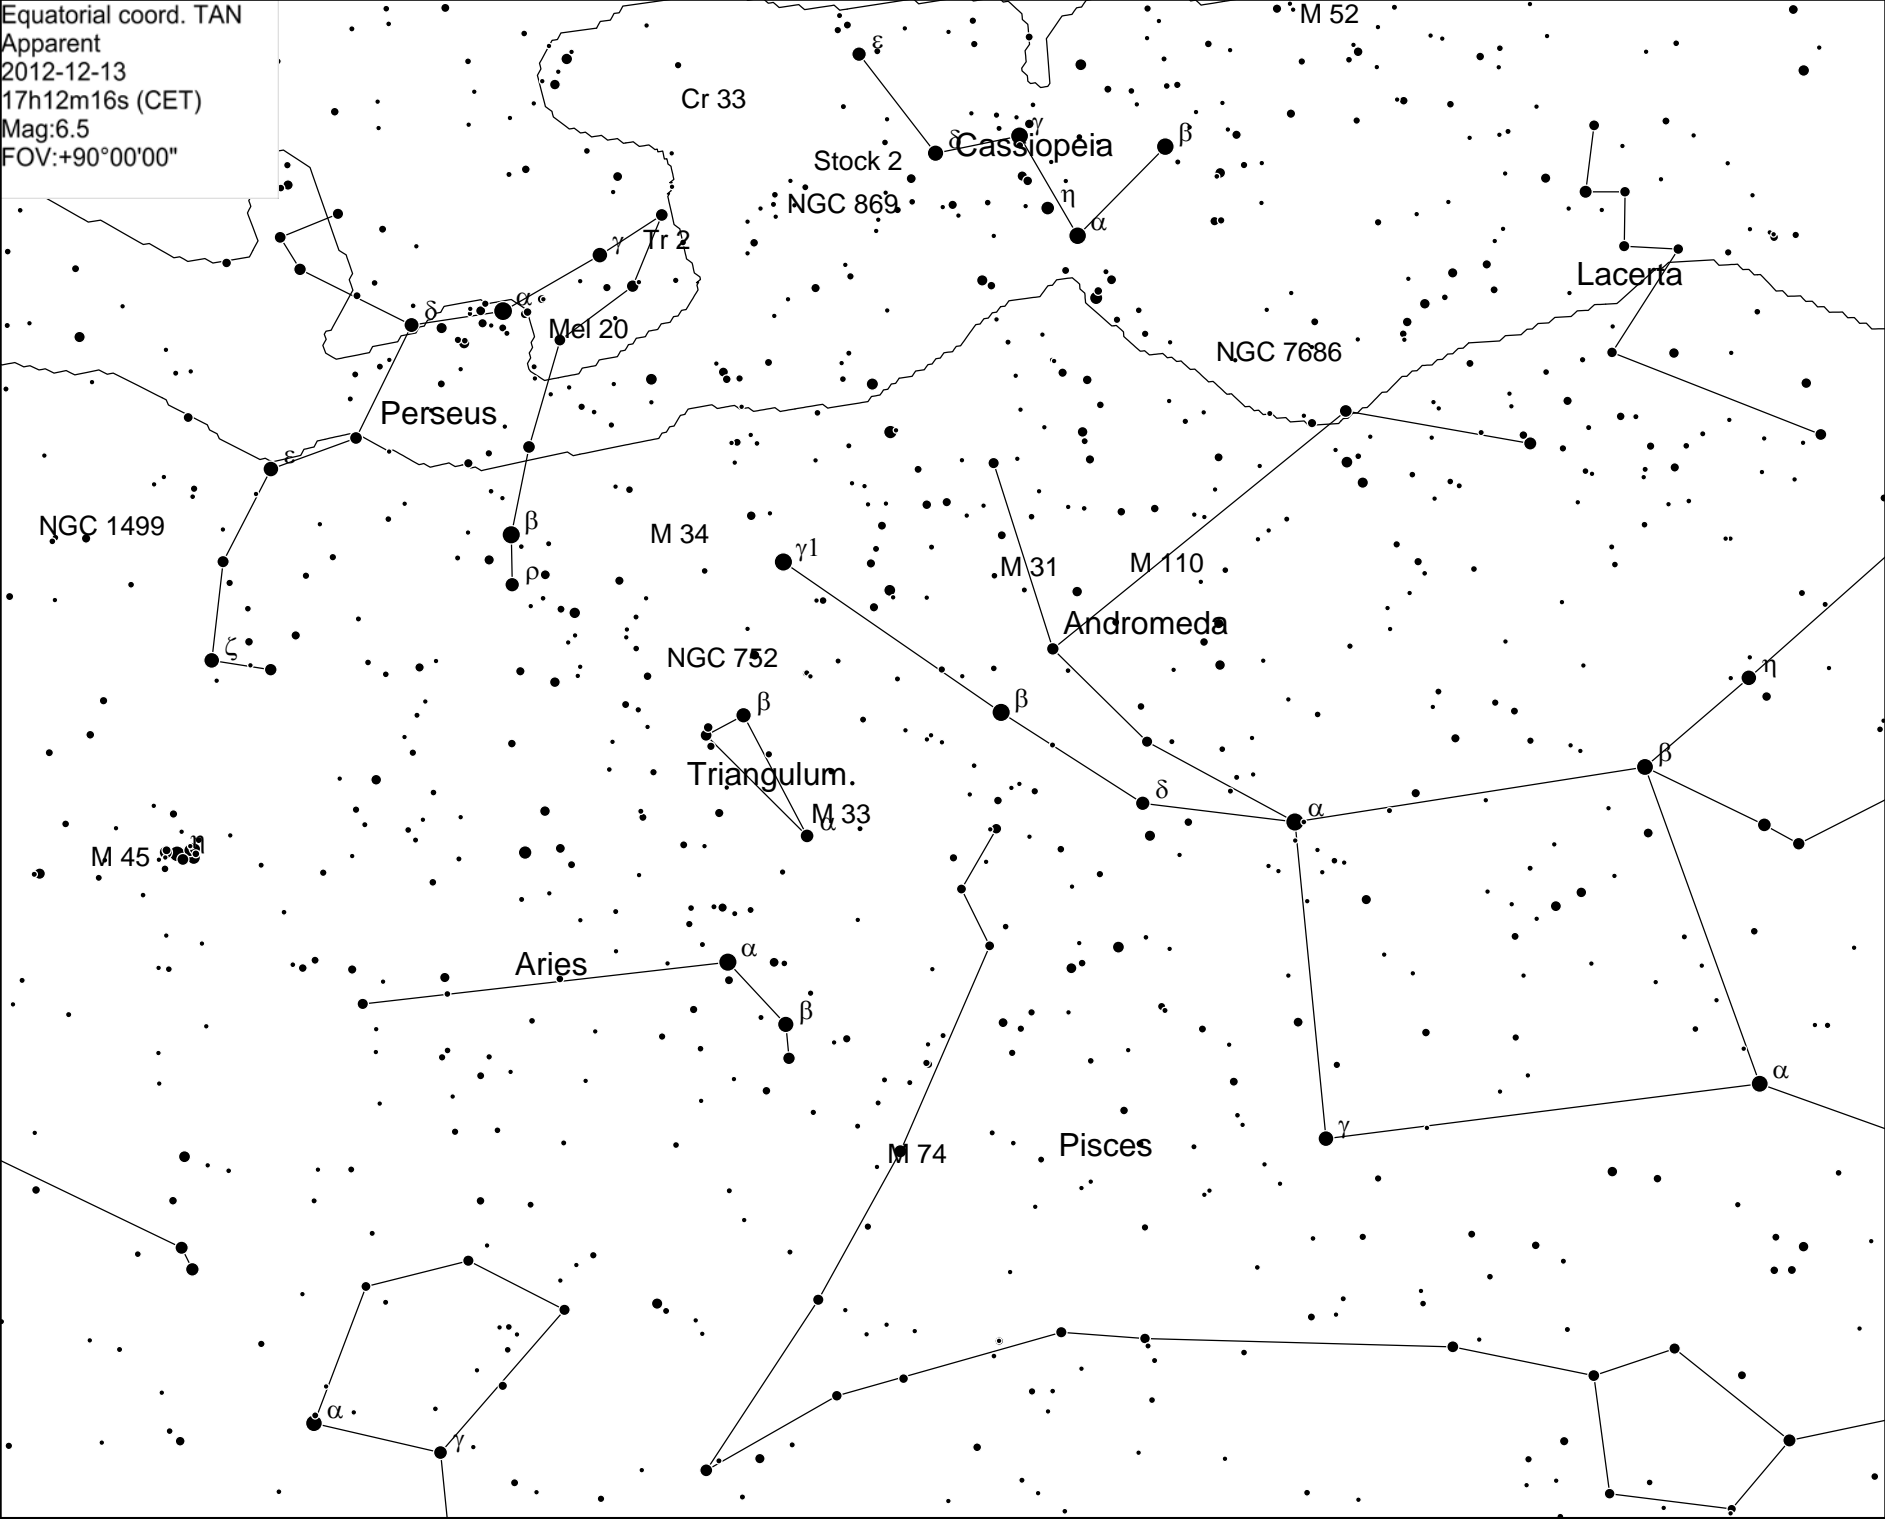 Equatorial coord. TAN
Apparent
2012-12-13
17h12m16s (CET)
Mag:6.5
FOV:+90°00'00"
M 52
ε
Cr 33
γ
δ
Cassiopeia
β
Stock 2
η
NGC 869
α
γ
Tr 2
Lacerta
α
δ
Mel 20
NGC 7686
Perseus
ε
NGC 1499
β
M 34
γ1
M 31
M 110
ρ
Andromeda
ζ
NGC 752
η
β
β
β
Triangulum.
δ
α
M 33
α
η
M 45
α
Aries
β
α
γ
Pisces
M 74
α
γ